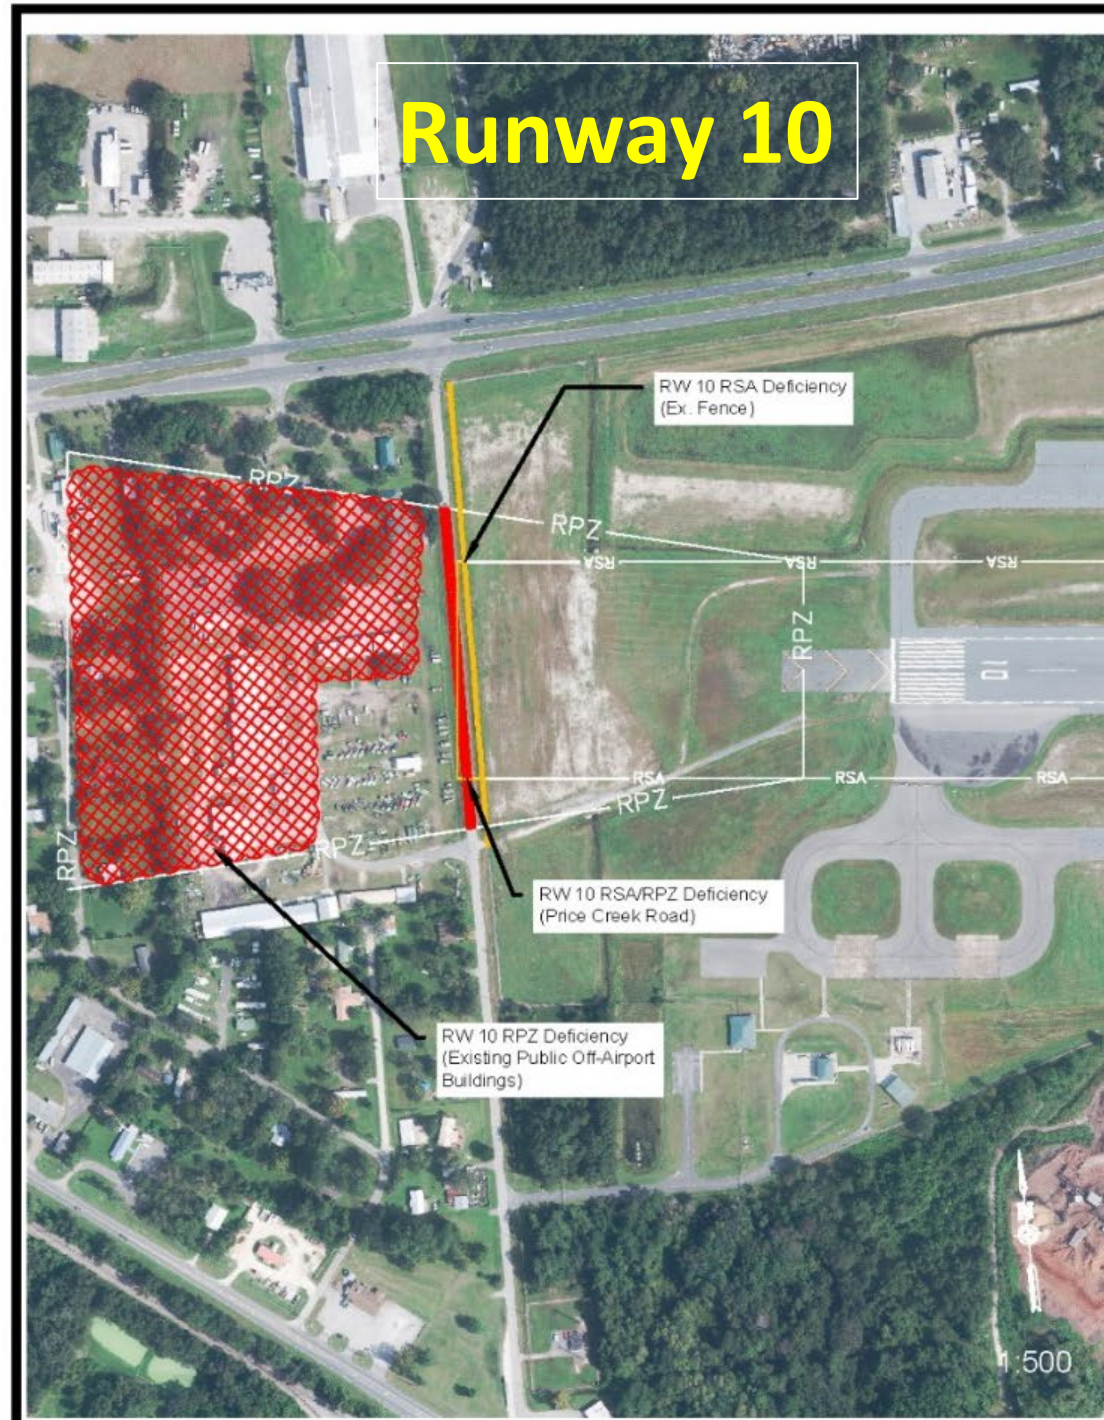 Runway 10
RW 10 RSA Deficiency
(Ex. Fence)
RPZ
RPZ
RSA
RSA
RSA
RPZ
RSA
RSA
RSA
RPZ
RPZ
RPZ
10
RW 10 RSA/RPZ Deficiency
(Price Creek Road)
RW 10 RPZ Deficiency
(Existing Public Off-Airport
Buildings)
1:500